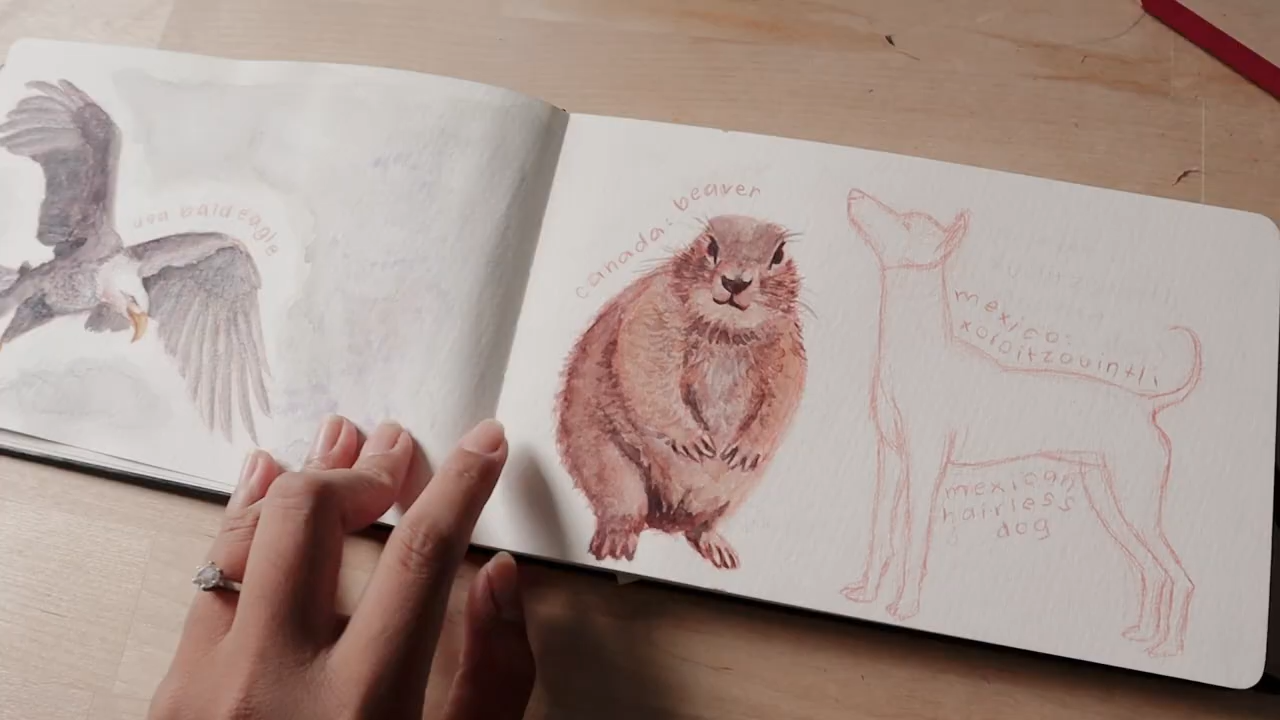 usa bald eagle
canada: beaver
mexico:
xoloitzcuintli
mexican
hairless
dog